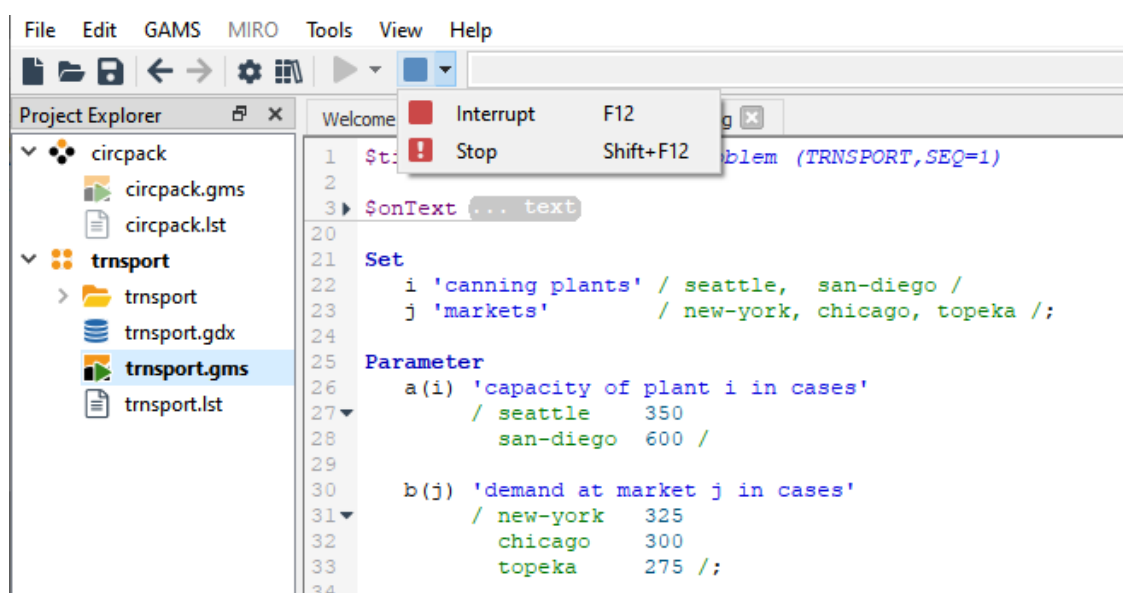 File Edit GAMS MIRO Tools View Help
Project Explorer
Welcome g
Interrupt F12
Stop Shift+F12
circpack
circpack.gms
circpack.lst
trnsport
trnsport
trnsport.gdx
trnsport.gms
trnsport.lst
1 $ti blem (TRNSPORT,SEQ=1)
2
3 $onText ... text
20
21 Set
22 i 'canning plants' / seattle, san-diego /
23 j 'markets' / new-york, chicago, topeka /;
24
25 Parameter
26 a(i) 'capacity of plant i in cases'
27 / seattle 350
28 san-diego 600 /
29
30 b(j) 'demand at market j in cases'
31 / new-york 325
32 chicago 300
33 topeka 275 /;
34